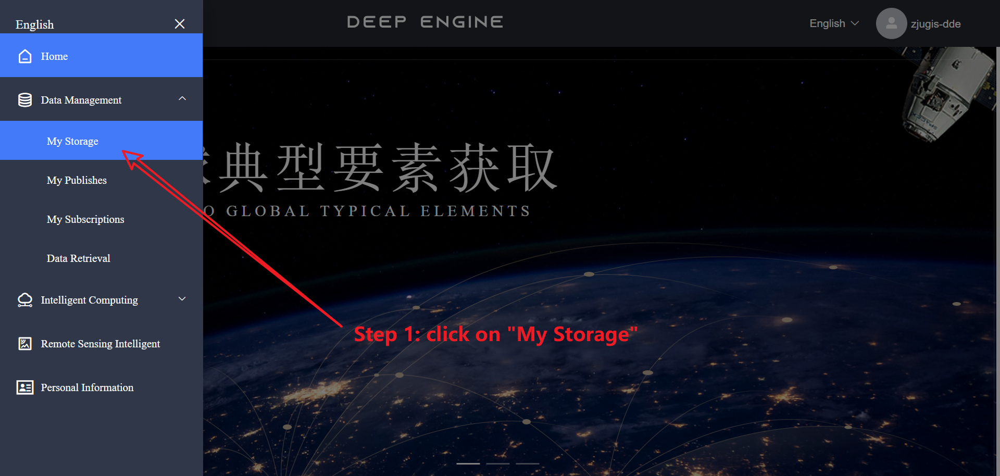 English
DEEP ENGINE
English
zjugis-dde
Home
Data Management
My Storage
My Publishes
My Subscriptions
Data Retrieval
Intelligent Computing
Remote Sensing Intelligent
Personal Information
典型要素获取
O GLOBAL TYPICAL ELEMENTS
Step 1: click on "My Storage"